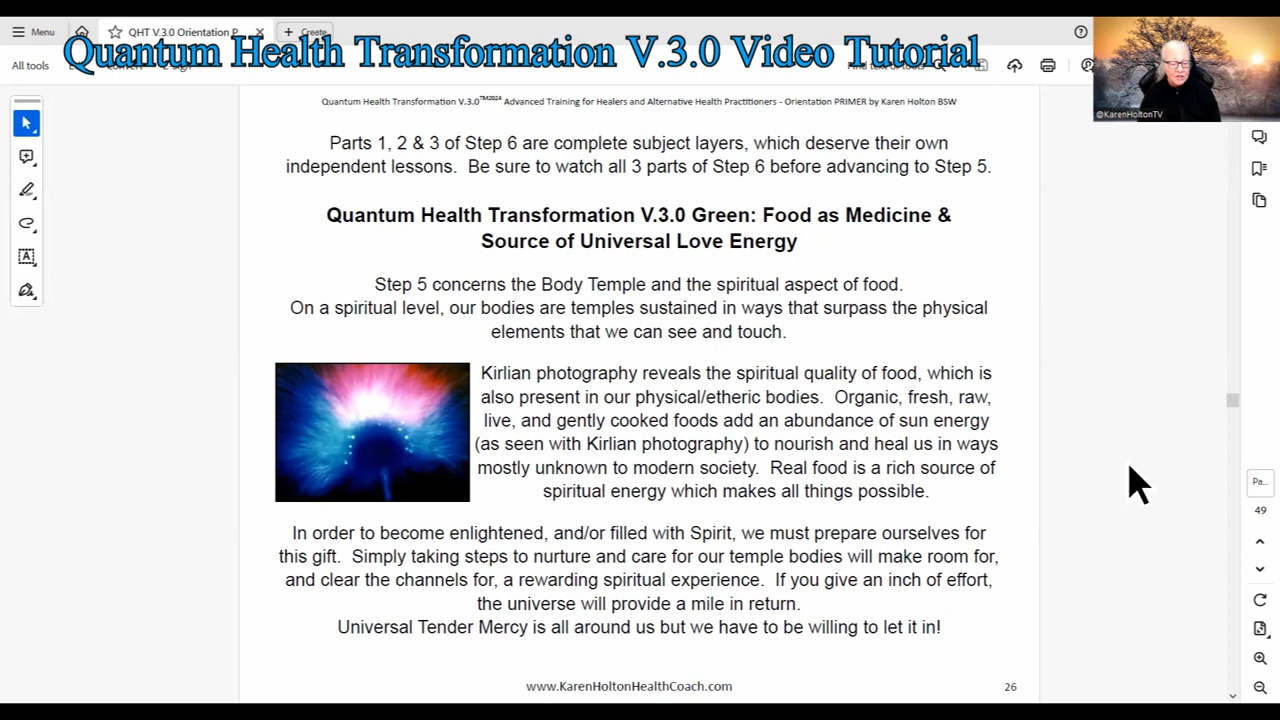 Menu
QHT V.3.0 Orientation P...
Create
Quantum Health Transformation V.3.0 Video Tutorial
All tools
@KarenHoltonTV
Quantum Health Transformation V.3.0™2024 Advanced Training for Healers and Alternative Health Practitioners - Orientation PRIMER by Karen Holton BSW
Parts 1, 2 & 3 of Step 6 are complete subject layers, which deserve their own
independent lessons. Be sure to watch all 3 parts of Step 6 before advancing to Step 5.
Quantum Health Transformation V.3.0 Green: Food as Medicine &
Source of Universal Love Energy
Step 5 concerns the Body Temple and the spiritual aspect of food.
On a spiritual level, our bodies are temples sustained in ways that surpass the physical
elements that we can see and touch.
Kirlian photography reveals the spiritual quality of food, which is
also present in our physical/etheric bodies. Organic, fresh, raw,
live, and gently cooked foods add an abundance of sun energy
(as seen with Kirlian photography) to nourish and heal us in ways
mostly unknown to modern society. Real food is a rich source of
spiritual energy which makes all things possible.
In order to become enlightened, and/or filled with Spirit, we must prepare ourselves for
this gift. Simply taking steps to nurture and care for our temple bodies will make room for,
and clear the channels for, a rewarding spiritual experience. If you give an inch of effort,
the universe will provide a mile in return.
Universal Tender Mercy is all around us but we have to be willing to let it in!
www.KarenHoltonHealthCoach.com 26
Pa...
49